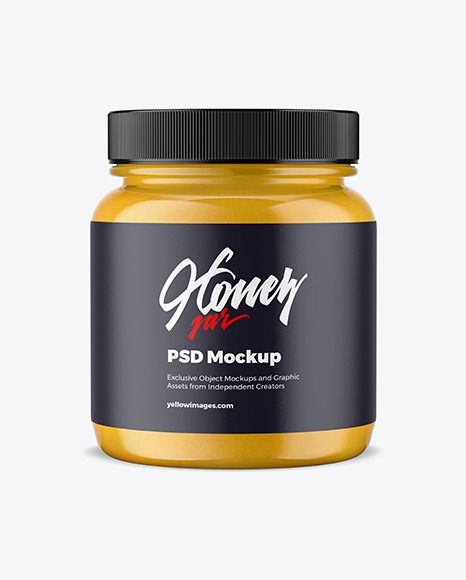 Honey
jar
PSD Mockup
Exclusive Object Mockups and Graphic
Assets from Independent Creators
yellowimages.com